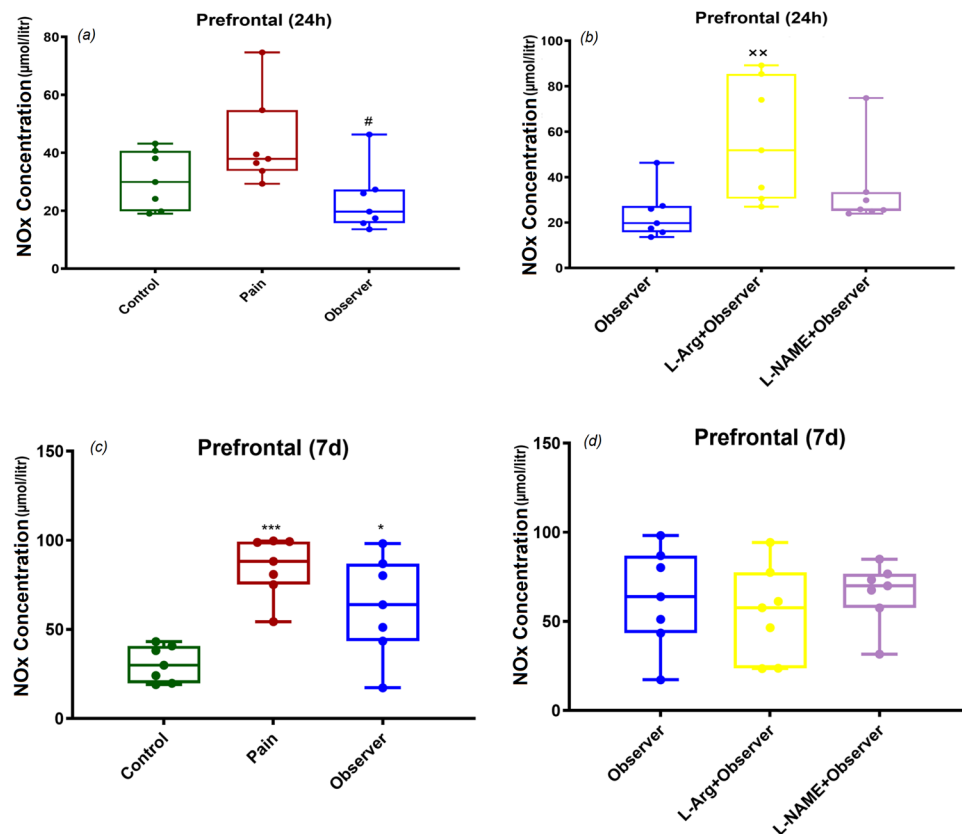 Prefrontal (24h)
(a)
NOx Concentration (µmol/litr)
80
60
40
20
0
#
Control
Pain
Observer
Prefrontal (24h)
(b)
NOx Concentration (µmol/litr)
100
80
60
40
20
0
××
Observer
L-Arg+Observer
L-NAME+Observer
Prefrontal (7d)
(c)
NOx Concentration (µmol/litr)
150
100
50
0
***
*
Control
Pain
Observer
Prefrontal (7d)
(d)
NOx Concentration (µmol/litr)
150
100
50
0
Observer
L-Arg+Observer
L-NAME+Observer